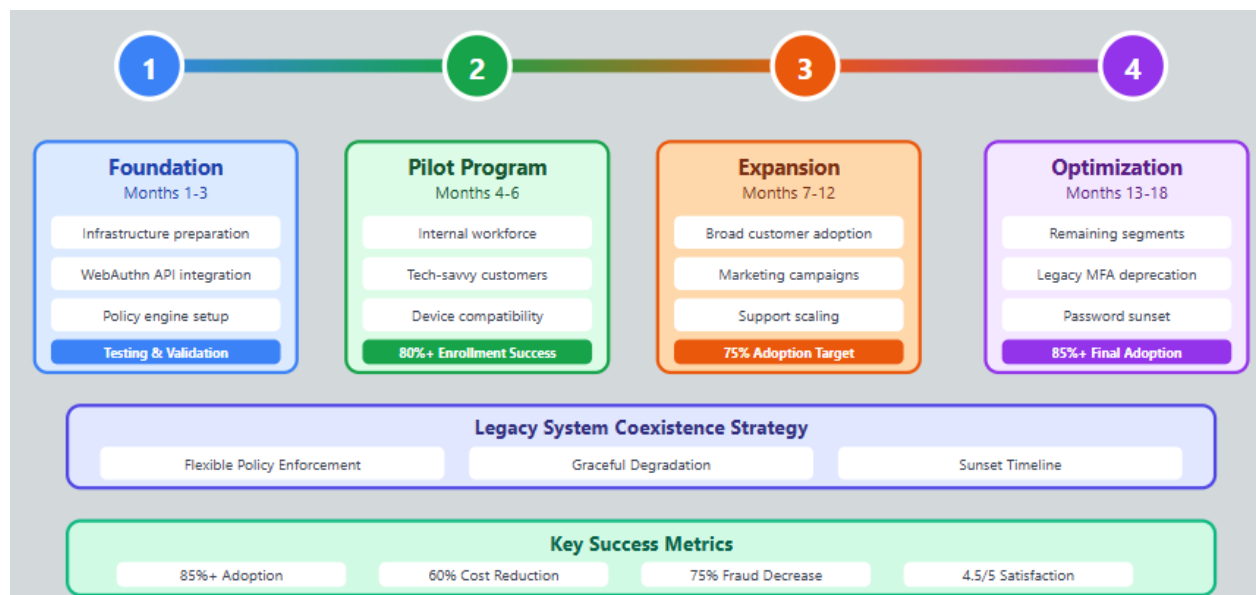 1
2
3
4
Foundation
Months 1-3
Infrastructure preparation
WebAuthn API integration
Policy engine setup
Testing & Validation
Pilot Program
Months 4-6
Internal workforce
Tech-savvy customers
Device compatibility
80%+ Enrollment Success
Expansion
Months 7-12
Broad customer adoption
Marketing campaigns
Support scaling
75% Adoption Target
Optimization
Months 13-18
Remaining segments
Legacy MFA deprecation
Password sunset
85%+ Final Adoption
Legacy System Coexistence Strategy
Flexible Policy Enforcement
Graceful Degradation
Sunset Timeline
Key Success Metrics
85%+ Adoption
60% Cost Reduction
75% Fraud Decrease
4.5/5 Satisfaction